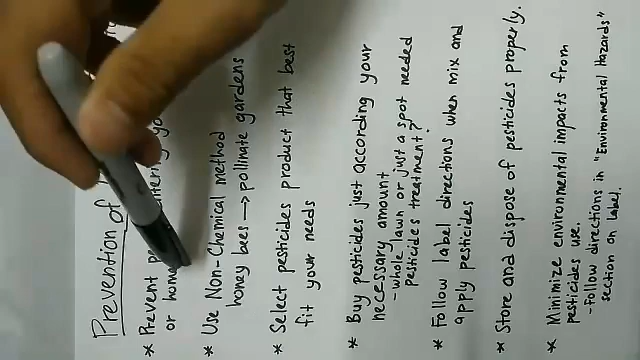 Prevention of
* Prevent
or home
* Use Non-Chemical method
honey bees → pollinate gardens
* Select pesticides product that best
fit your needs
* Buy pesticides just according your
necessary amount
- whole lawn or just a spot needed
pesticides treatment?
* Follow label directions when mix and
apply pesticides
* Store and dispose of pesticides properly.
* Minimize environmental impacts from
pesticides use.
- Follow directions in "Environmental Hazards"
section on label.